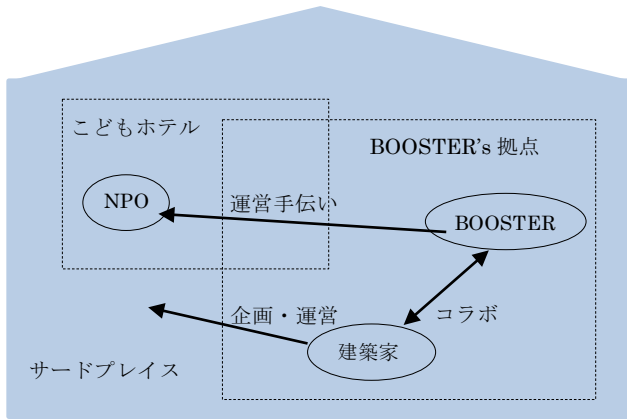 こどもホテル
BOOSTER's 拠点
NPO
運営手伝い
BOOSTER
企画・運営
コラボ
建築家
サードプレイス